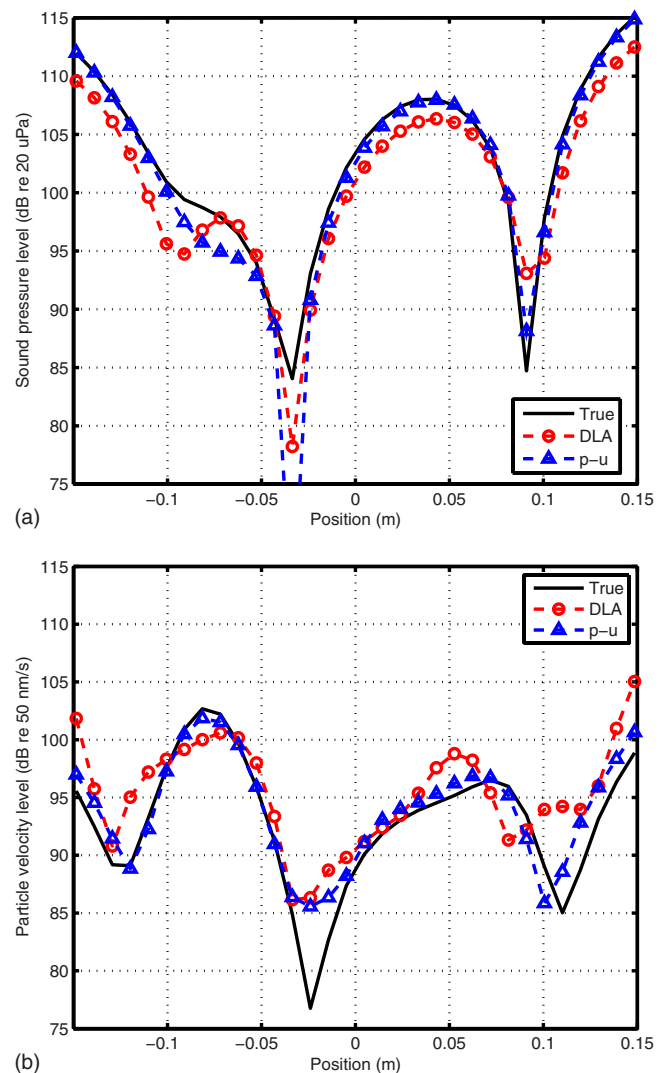 115
110
105
100
95
90
85
80
75
Sound pressure level (dB re 20 uPa)
True
DLA
p−u
−0.1
−0.05
0
0.05
0.1
0.15
Position (m)
(a)
115
110
105
100
95
90
85
80
75
Particle velocity level (dB re 50 nm/s)
True
DLA
p−u
−0.1
−0.05
0
0.05
0.1
0.15
Position (m)
(b)